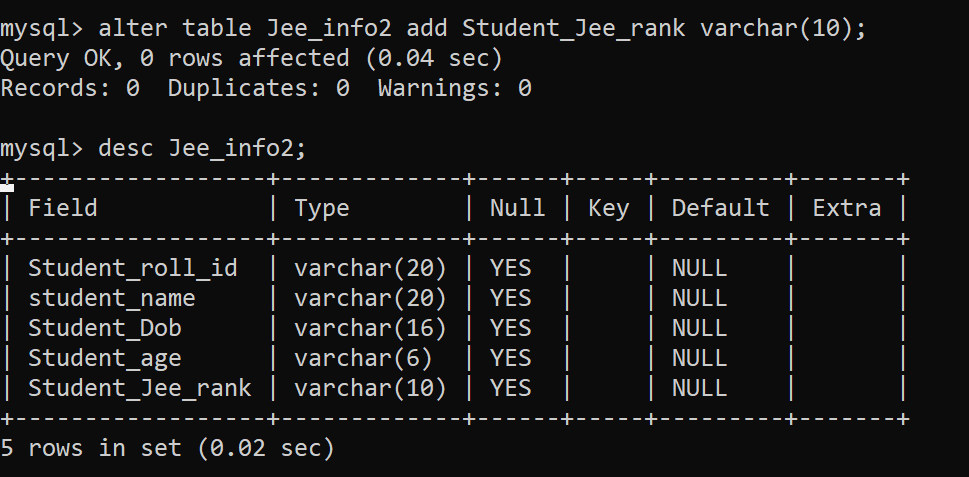 mysql> alter table Jee_info2 add Student_Jee_rank varchar(10);
Query OK, 0 rows affected (0.04 sec)
Records: 0  Duplicates: 0  Warnings: 0

mysql> desc Jee_info2;
+------------------+-------------+------+-----+---------+-------+
| Field            | Type        | Null | Key | Default | Extra |
+------------------+-------------+------+-----+---------+-------+
| Student_roll_id  | varchar(20) | YES  |     | NULL    |       |
| student_name     | varchar(20) | YES  |     | NULL    |       |
| Student_Dob      | varchar(16) | YES  |     | NULL    |       |
| Student_age      | varchar(6)  | YES  |     | NULL    |       |
| Student_Jee_rank | varchar(10) | YES  |     | NULL    |       |
+------------------+-------------+------+-----+---------+-------+
5 rows in set (0.02 sec)